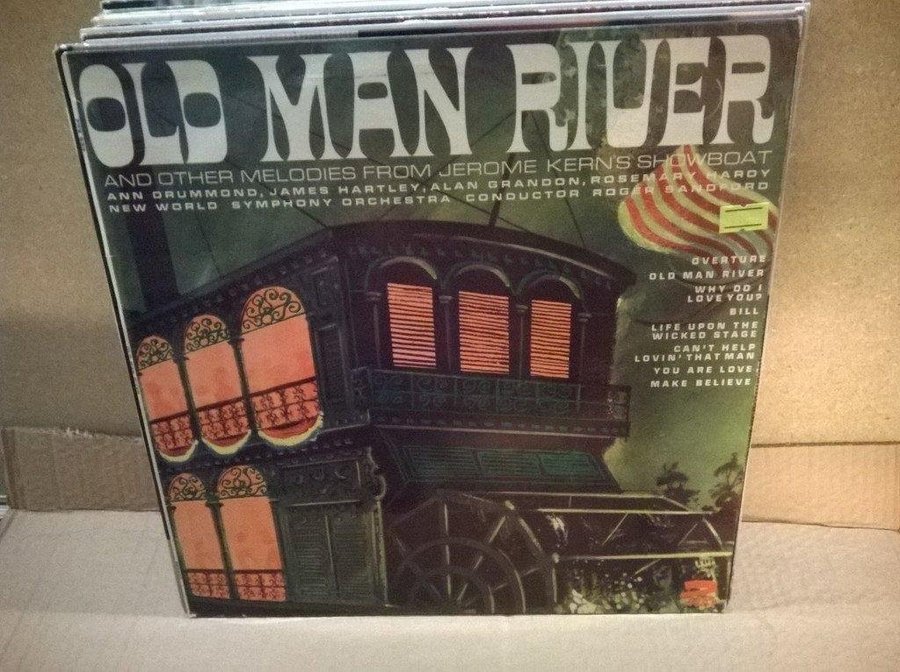 OLD MAN RIVER
AND OTHER MELODIES FROM JEROME KERN'S SHOWBOAT
ANN DRUMMOND, JAMES HARTLEY, ALAN GRANDON, ROSEMARY HARDY
NEW WORLD SYMPHONY ORCHESTRA CONDUCTOR ROGER SANDFORD
OVERTURE
OLD MAN RIVER
WHY DO I
LOVE YOU?
BILL
LIFE UPON THE
WICKED STAGE
CAN'T HELP
LOVIN' THAT MAN
YOU ARE LOVE
MAKE BELIEVE